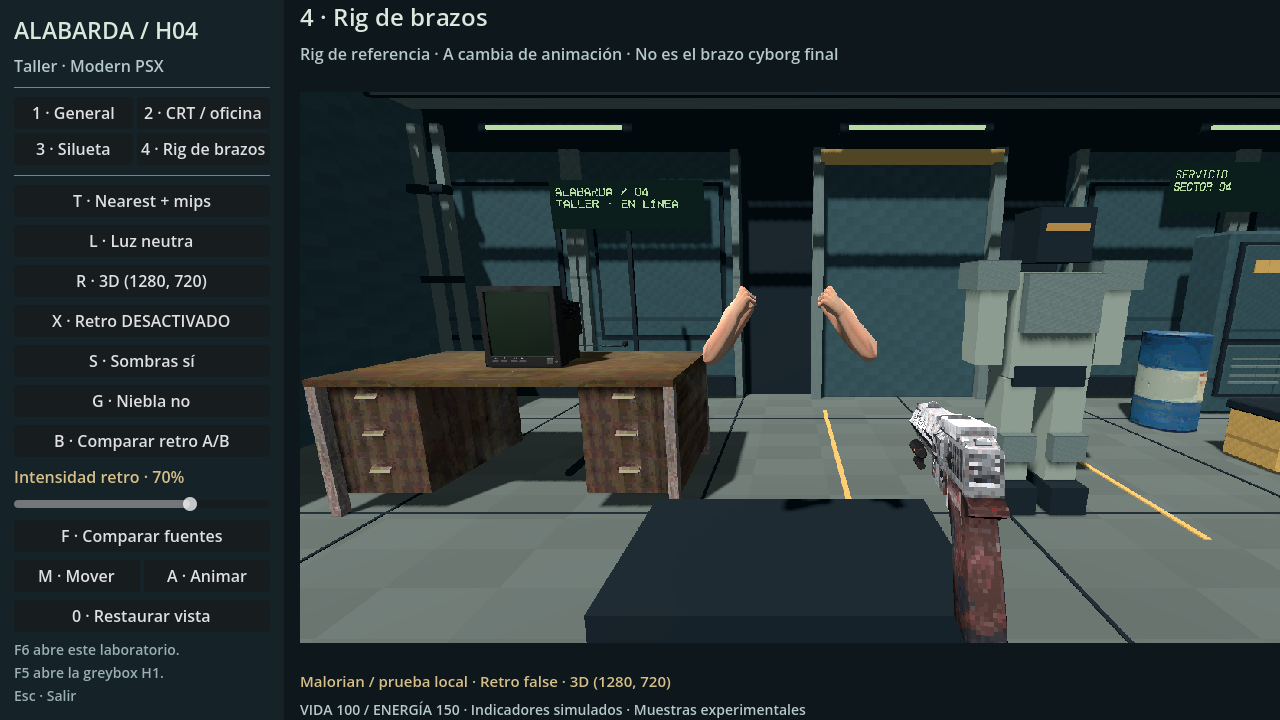 ALABARDA / H04
Taller · Modern PSX
1 · General
2 · CRT / oficina
3 · Silueta
4 · Rig de brazos
T · Nearest + mips
L · Luz neutra
R · 3D (1280, 720)
X · Retro DESACTIVADO
S · Sombras sí
G · Niebla no
B · Comparar retro A/B
Intensidad retro · 70%
F · Comparar fuentes
M · Mover
A · Animar
0 · Restaurar vista
F6 abre este laboratorio.
F5 abre la greybox H1.
Esc · Salir
4 · Rig de brazos
Rig de referencia · A cambia de animación · No es el brazo cyborg final
ALABARDA / 04
TALLER · EN LÍNEA
SERVICIO
SECTOR 04
Malorian / prueba local · Retro false · 3D (1280, 720)
VIDA 100 / ENERGÍA 150 · Indicadores simulados · Muestras experimentales